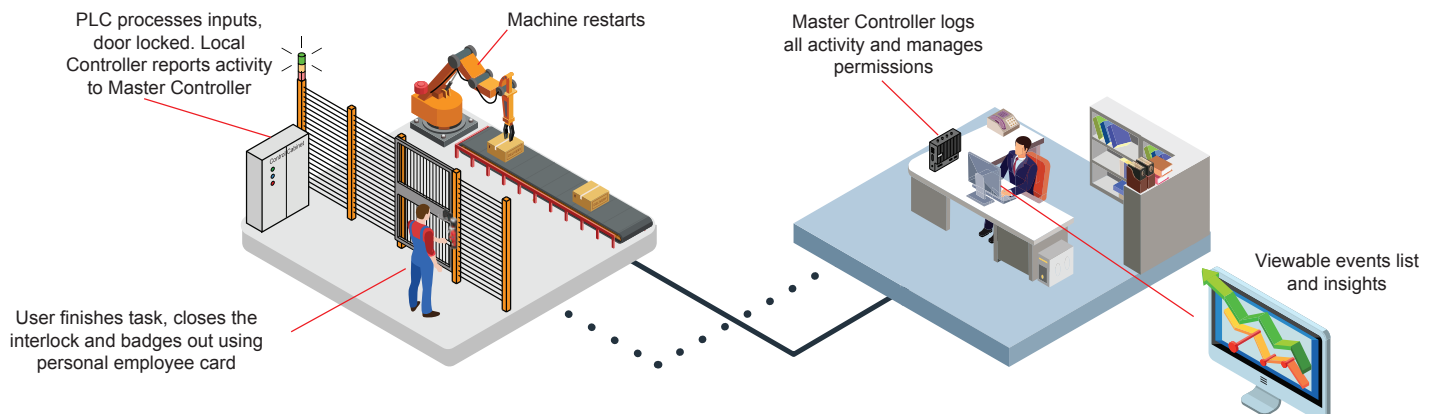 PLC processes inputs,
door locked. Local
Controller reports activity
to Master Controller
Machine restarts
Master Controller logs
all activity and manages
permissions
Control Cabinet
Viewable events list
and insights
User finishes task, closes the
interlock and badges out using
personal employee card